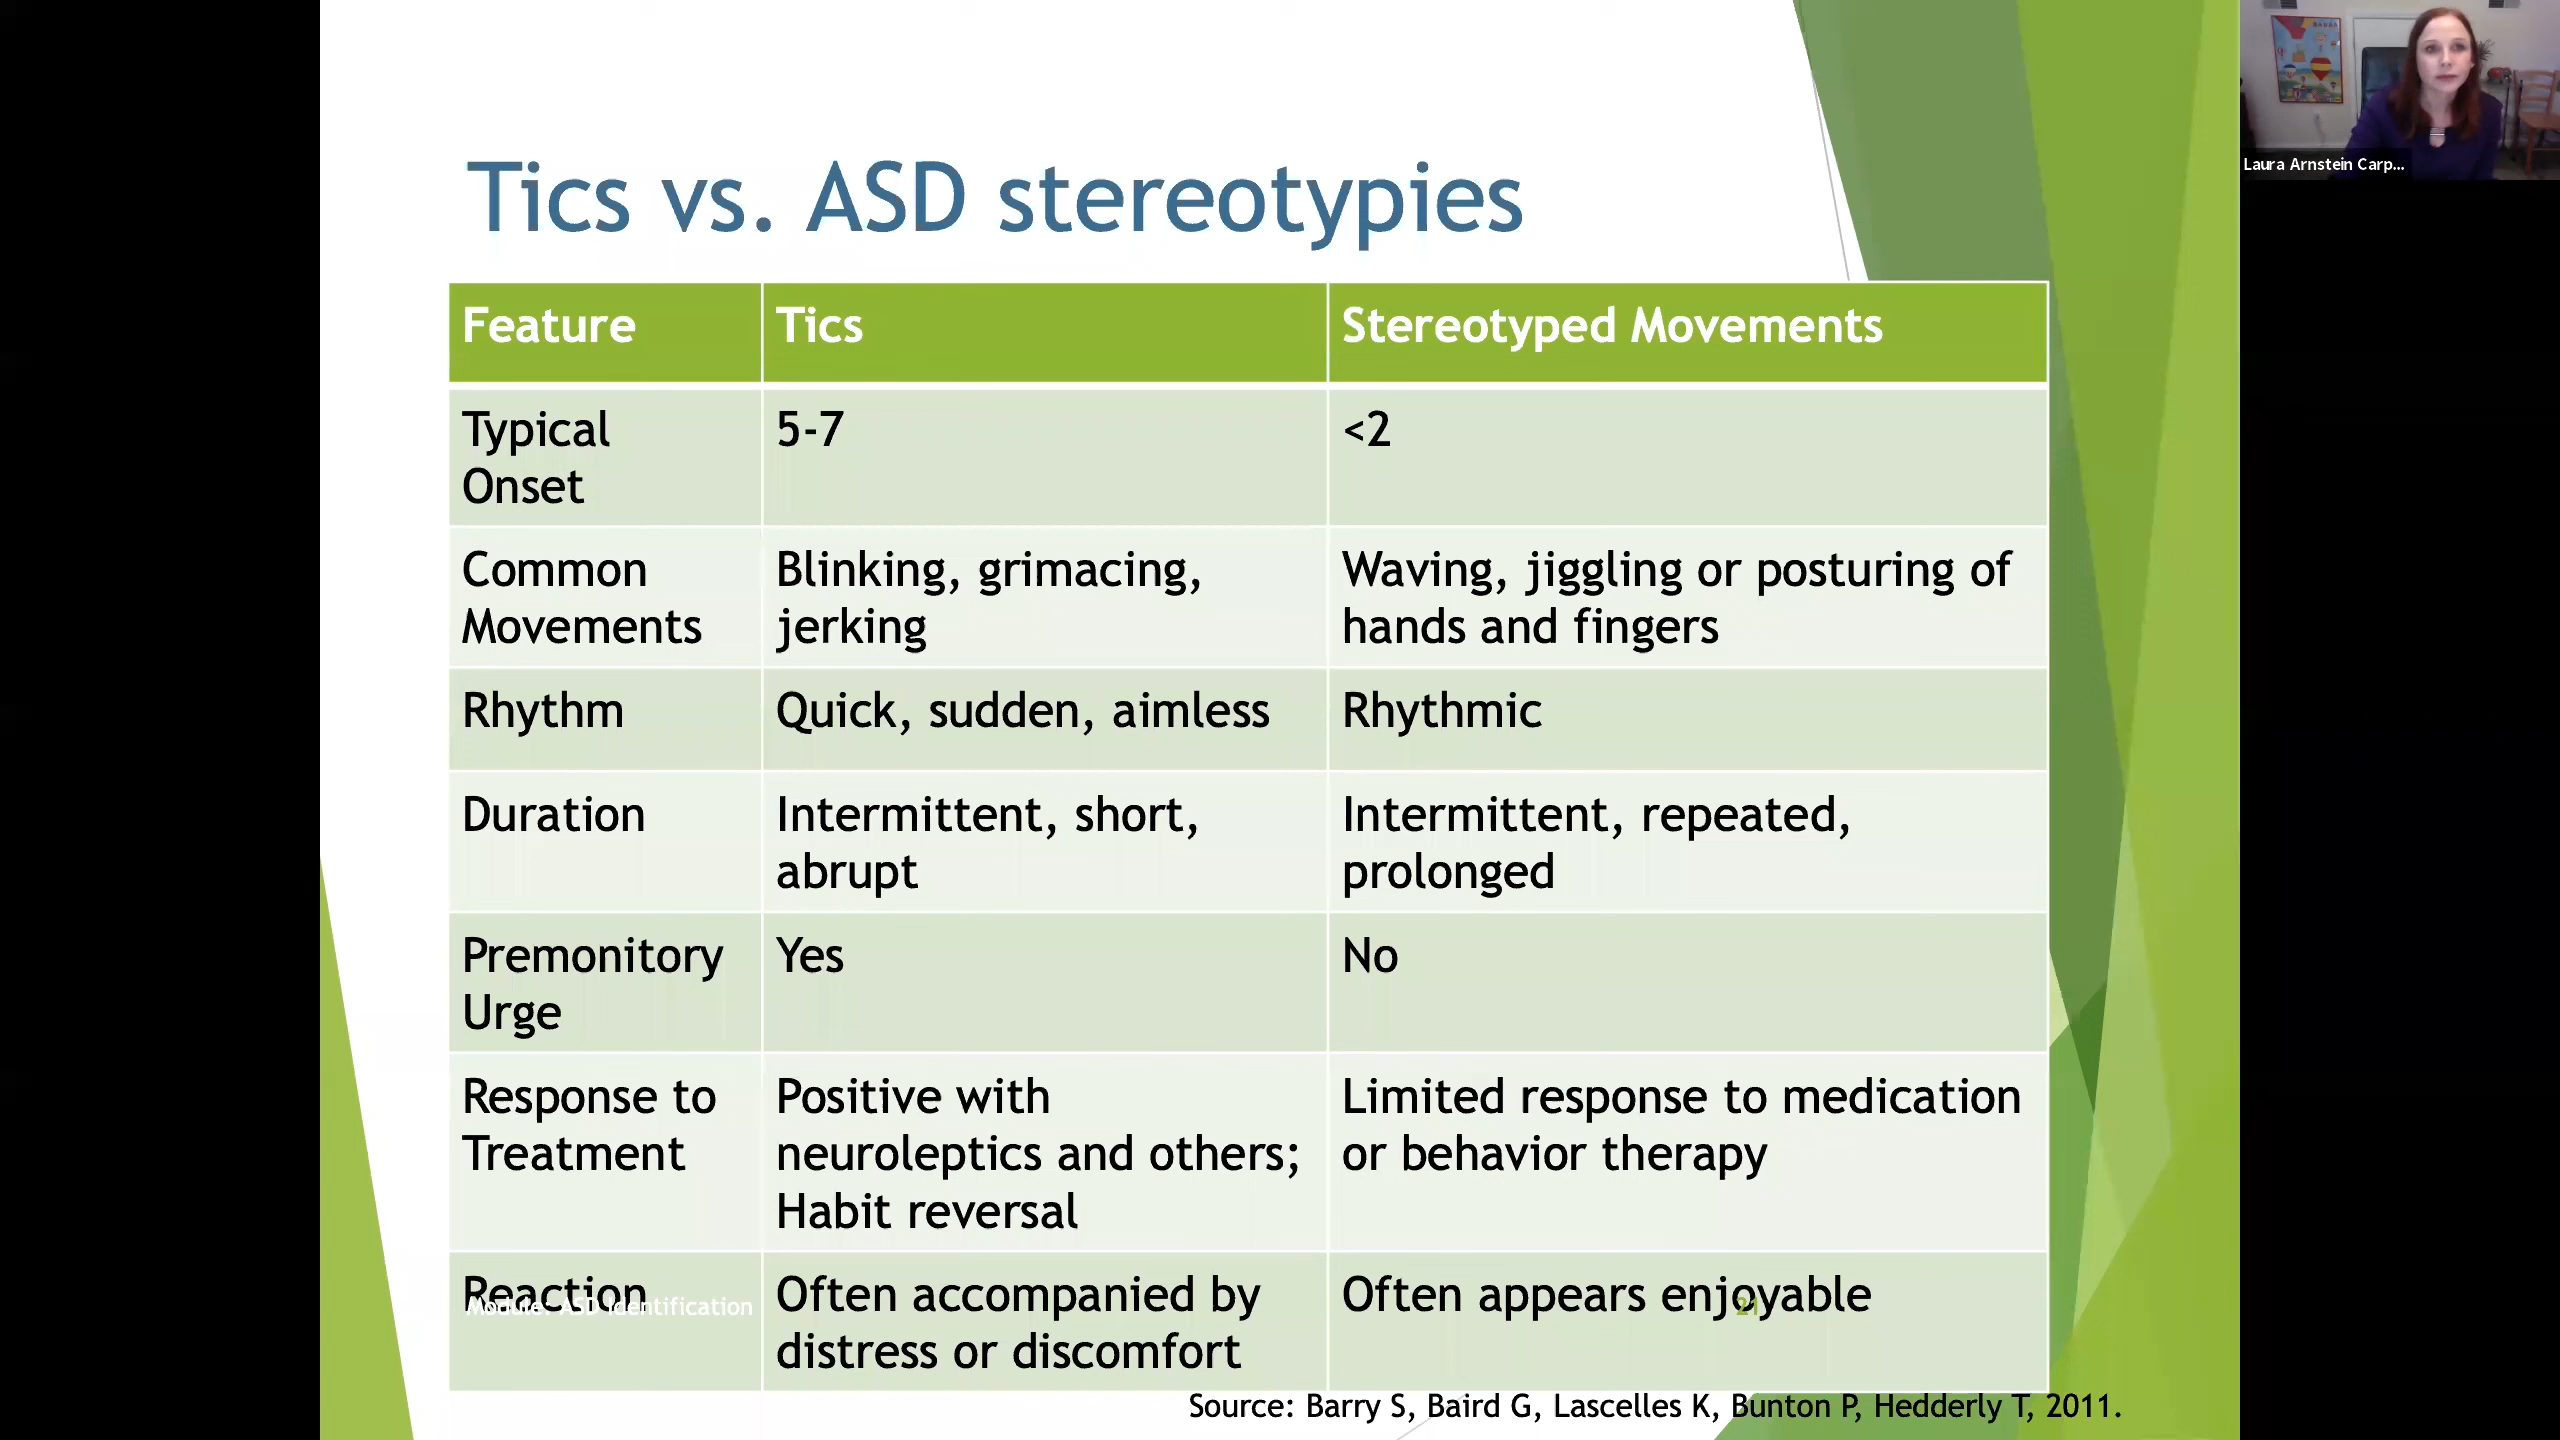 Tics vs. ASD stereotypies
Feature
Tics
Stereotyped Movements
Typical
Onset
5-7
<2
Common
Movements
Blinking, grimacing,
jerking
Waving, jiggling or posturing of
hands and fingers
Rhythm
Quick, sudden, aimless
Rhythmic
Duration
Intermittent, short,
abrupt
Intermittent, repeated,
prolonged
Premonitory
Urge
Yes
No
Response to
Treatment
Positive with
neuroleptics and others;
Habit reversal
Limited response to medication
or behavior therapy
Reaction
Often accompanied by
distress or discomfort
Often appears enjoyable
Module: ASD Identification
21
Source: Barry S, Baird G, Lascelles K, Bunton P, Hedderly T, 2011.
Laura Arnstein Carp...